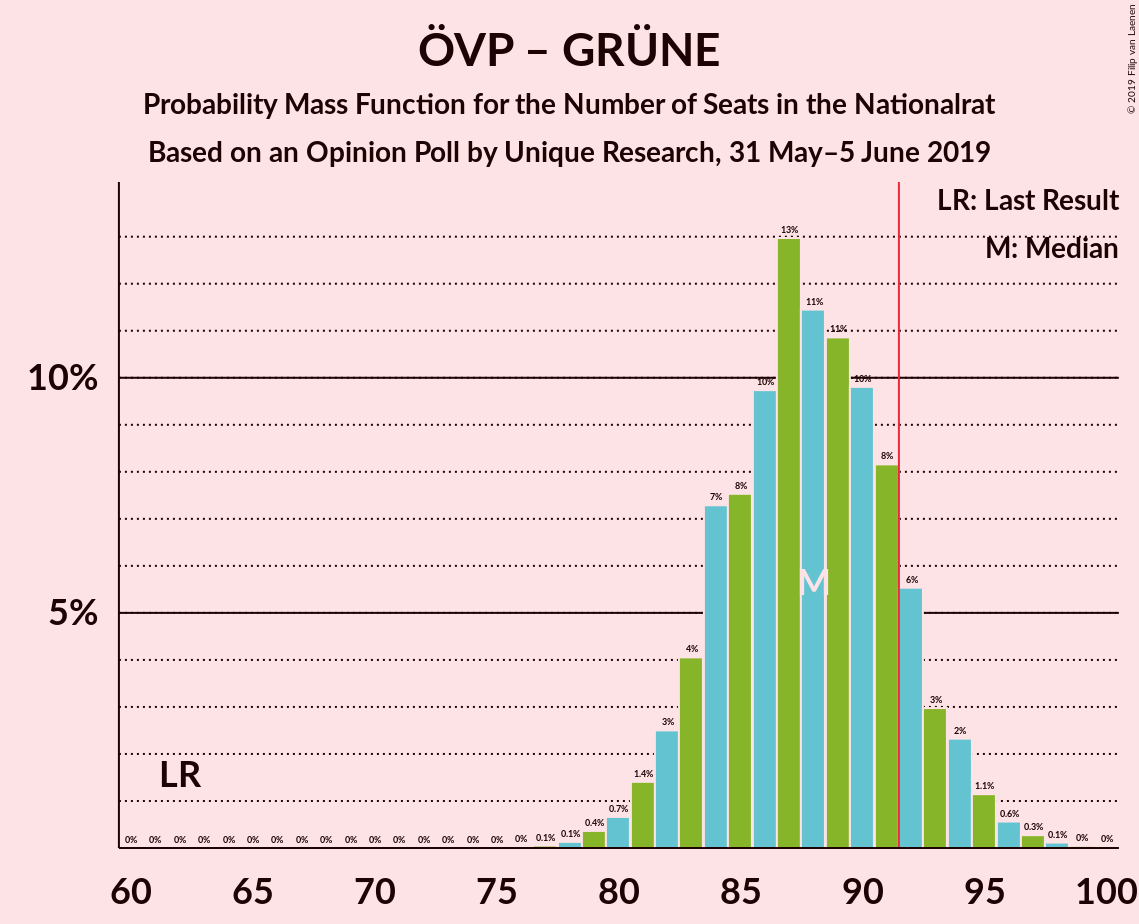 ÖVP – GRÜNE
Probability Mass Function for the Number of Seats in the Nationalrat
Based on an Opinion Poll by Unique Research, 31 May–5 June 2019
© 2019 Filip van Laenen
LR: Last Result
M: Median
13%
11%
11%
10%
10%
10%
8%
8%
7%
M
6%
5%
4%
3%
3%
2%
LR
1.4%
1.1%
0.7%
0.6%
0.4%
0.3%
0% 0% 0% 0% 0% 0% 0% 0% 0% 0% 0% 0% 0% 0% 0% 0% 0% 0.1% 0.1% 0.1% 0% 0%
60 65 70 75 80 85 90 95 100